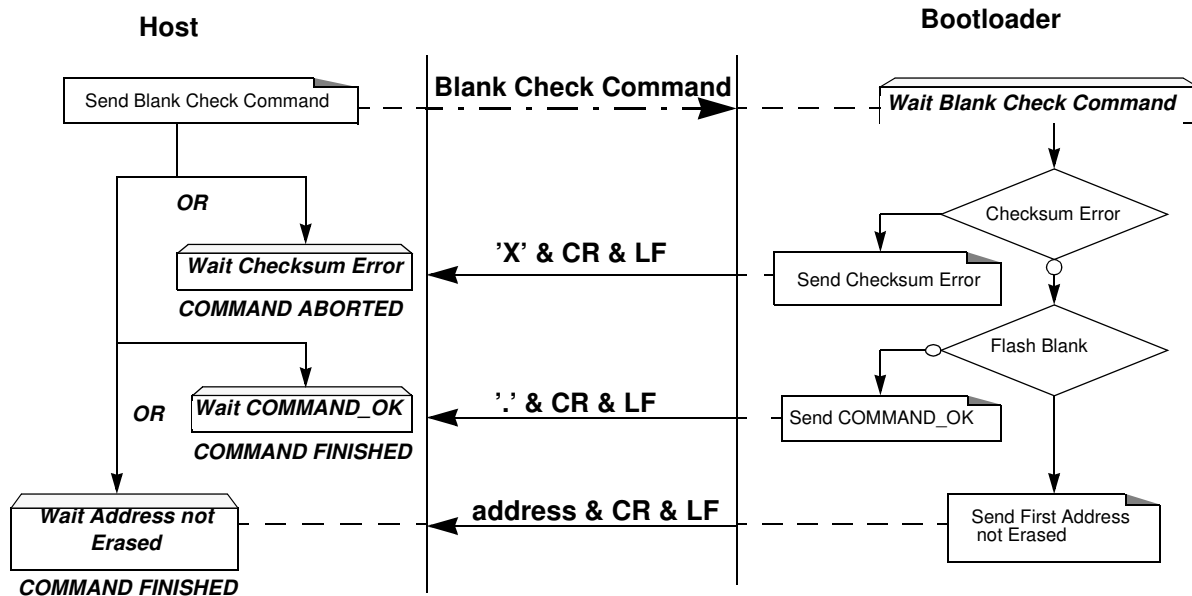 Host
Bootloader
Send Blank Check Command
Blank Check Command
Wait Blank Check Command
OR
Checksum Error
Wait Checksum Error
’X’ & CR & LF
Send Checksum Error
COMMAND ABORTED
Flash Blank
OR
Wait COMMAND_OK
’.’ & CR & LF
Send COMMAND_OK
COMMAND FINISHED
Wait Address not
Erased
address & CR & LF
Send First Address
not Erased
COMMAND FINISHED